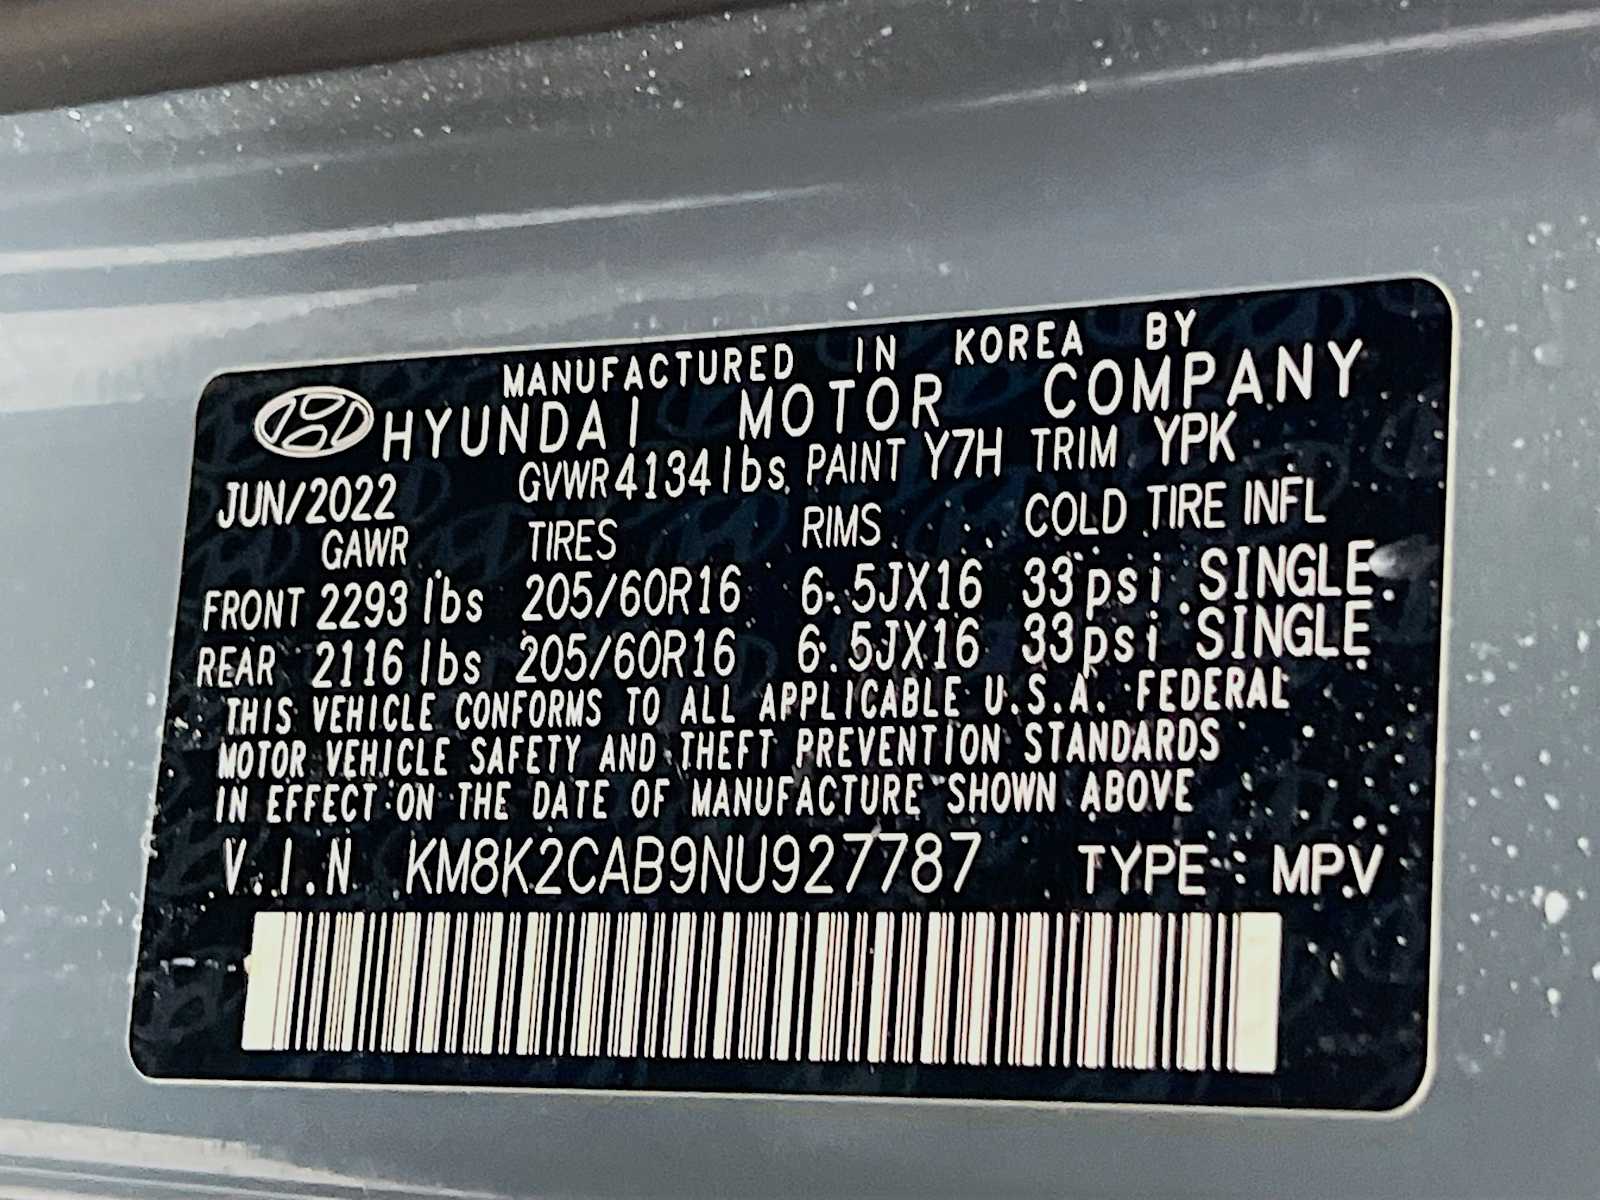 MANUFACTURED IN KOREA BY
HYUNDAI MOTOR COMPANY
JUN/2022 GVWR 4134 lbs. PAINT Y7H TRIM YPK
GAWR TIRES RIMS COLD TIRE INFL
FRONT 2293 lbs 205/60R16 6.5JX16 33psi SINGLE
REAR 2116 lbs 205/60R16 6.5JX16 33psi SINGLE
THIS VEHICLE CONFORMS TO ALL APPLICABLE U.S.A. FEDERAL
MOTOR VEHICLE SAFETY AND THEFT PREVENTION STANDARDS
IN EFFECT ON THE DATE OF MANUFACTURE SHOWN ABOVE
V.I.N KM8K2CAB9NU927787 TYPE : MPV